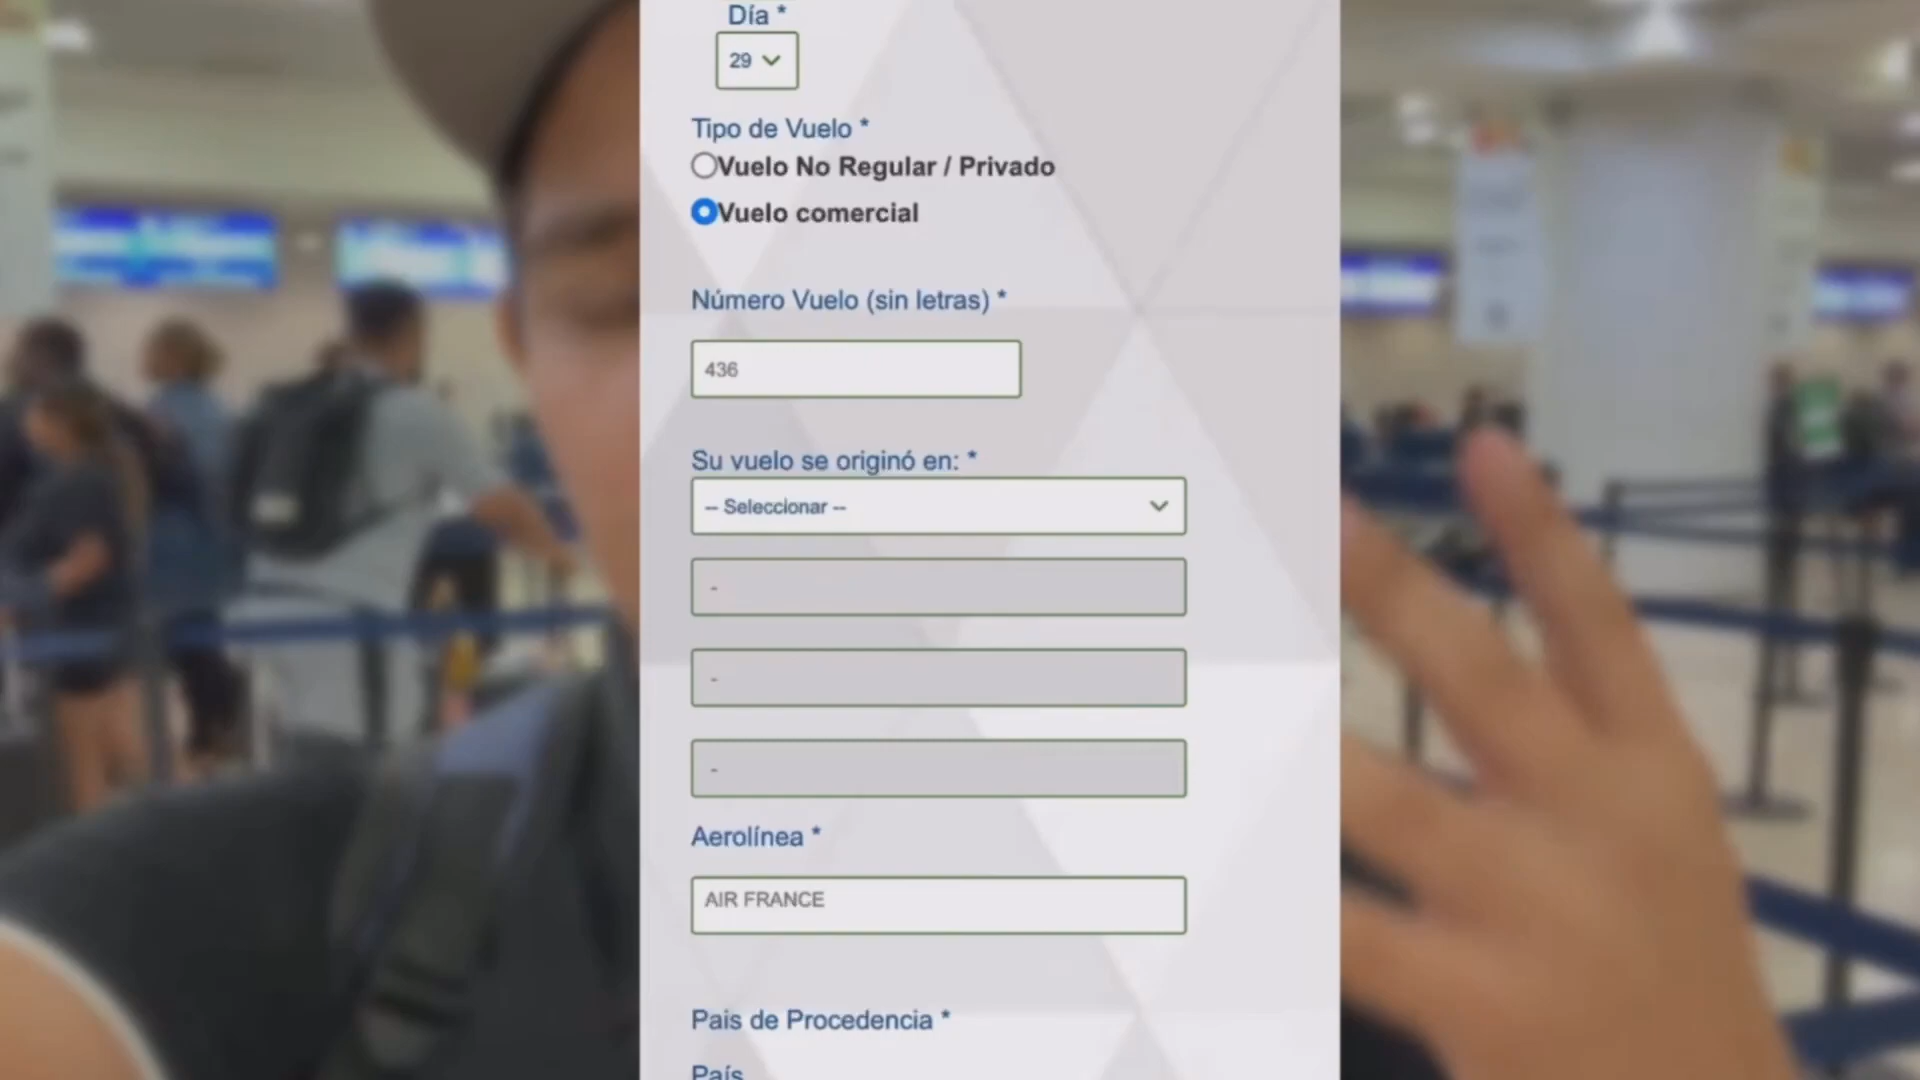 Día *
29
Tipo de Vuelo *
Vuelo No Regular / Privado
Vuelo comercial
Número Vuelo (sin letras) *
436
Su vuelo se originó en: *
-- Seleccionar --
-
-
-
Aerolínea *
AIR FRANCE
Pais de Procedencia *
País